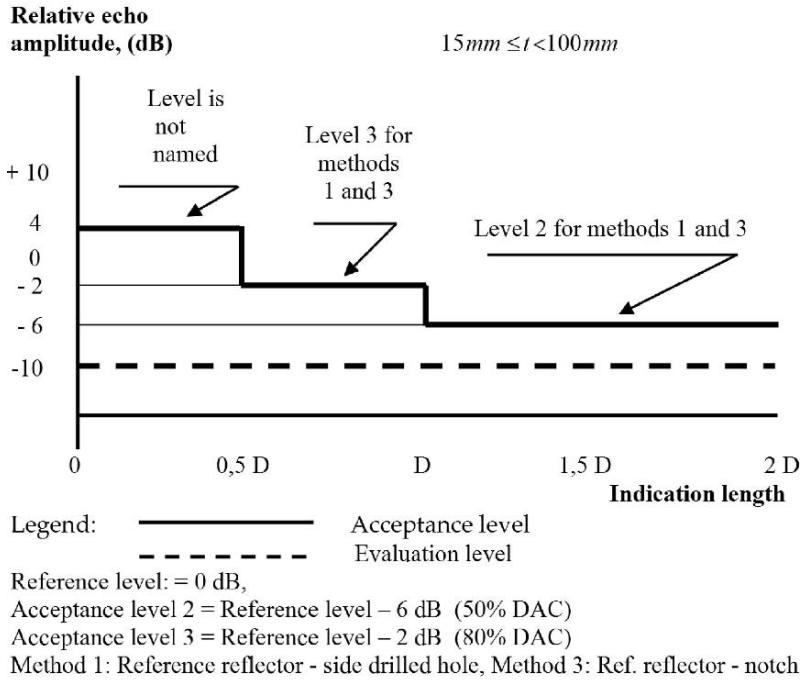 Relative echo
amplitude, (dB)
15mm ≤ t < 100mm
Level is
not
named
Level 3 for
methods
1 and 3
Level 2 for methods 1 and 3
+ 10
4
0
- 2
- 6
-10
0
0,5 D
D
1,5 D
2 D
Indication length
Legend:
Acceptance level
Evaluation level
Reference level: = 0 dB,
Acceptance level 2 = Reference level – 6 dB (50% DAC)
Acceptance level 3 = Reference level – 2 dB (80% DAC)
Method 1: Reference reflector - side drilled hole, Method 3: Ref. reflector - notch